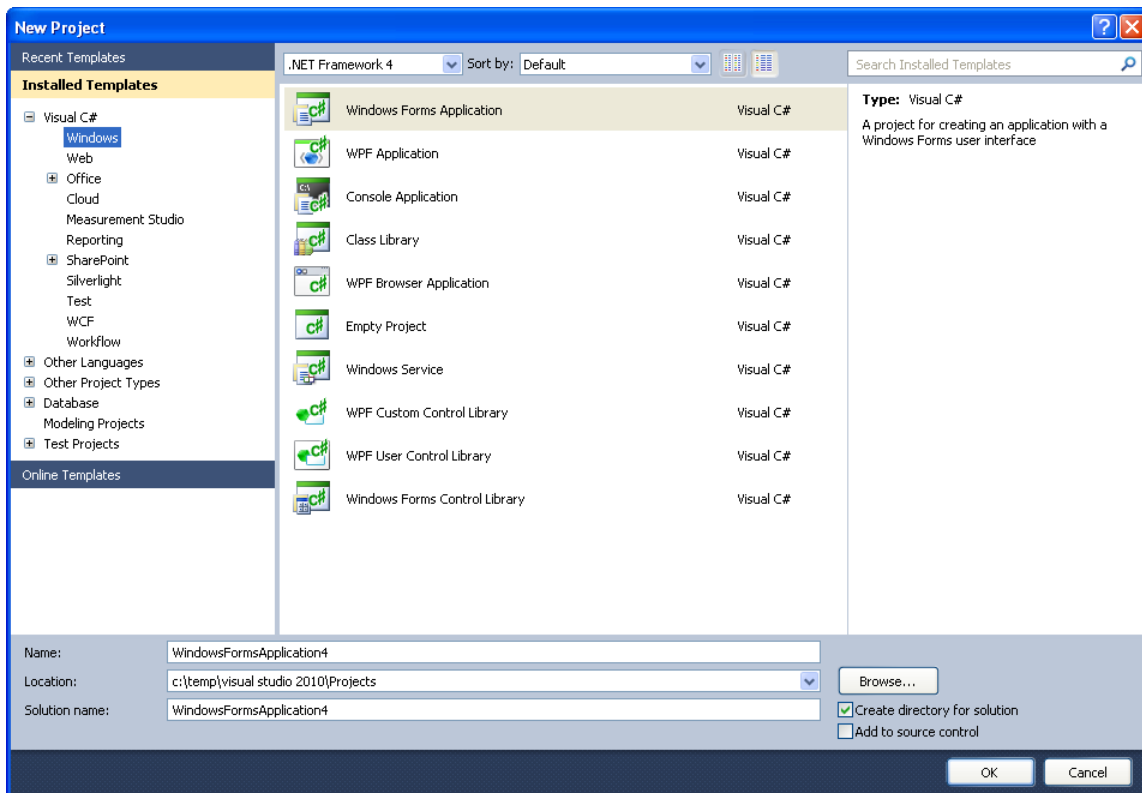 New Project
Recent Templates
Installed Templates
Visual C#
Windows
Web
Office
Cloud
Measurement Studio
Reporting
SharePoint
Silverlight
Test
WCF
Workflow
Other Languages
Other Project Types
Database
Modeling Projects
Test Projects
Online Templates
.NET Framework 4 Sort by: Default
Windows Forms Application Visual C#
WPF Application Visual C#
Console Application Visual C#
Class Library Visual C#
WPF Browser Application Visual C#
Empty Project Visual C#
Windows Service Visual C#
WPF Custom Control Library Visual C#
WPF User Control Library Visual C#
Windows Forms Control Library Visual C#
Search Installed Templates
Type: Visual C#
A project for creating an application with a
Windows Forms user interface
Name: WindowsFormsApplication4
Location: c:\temp\visual studio 2010\Projects Browse...
Solution name: WindowsFormsApplication4
Create directory for solution
Add to source control
OK Cancel